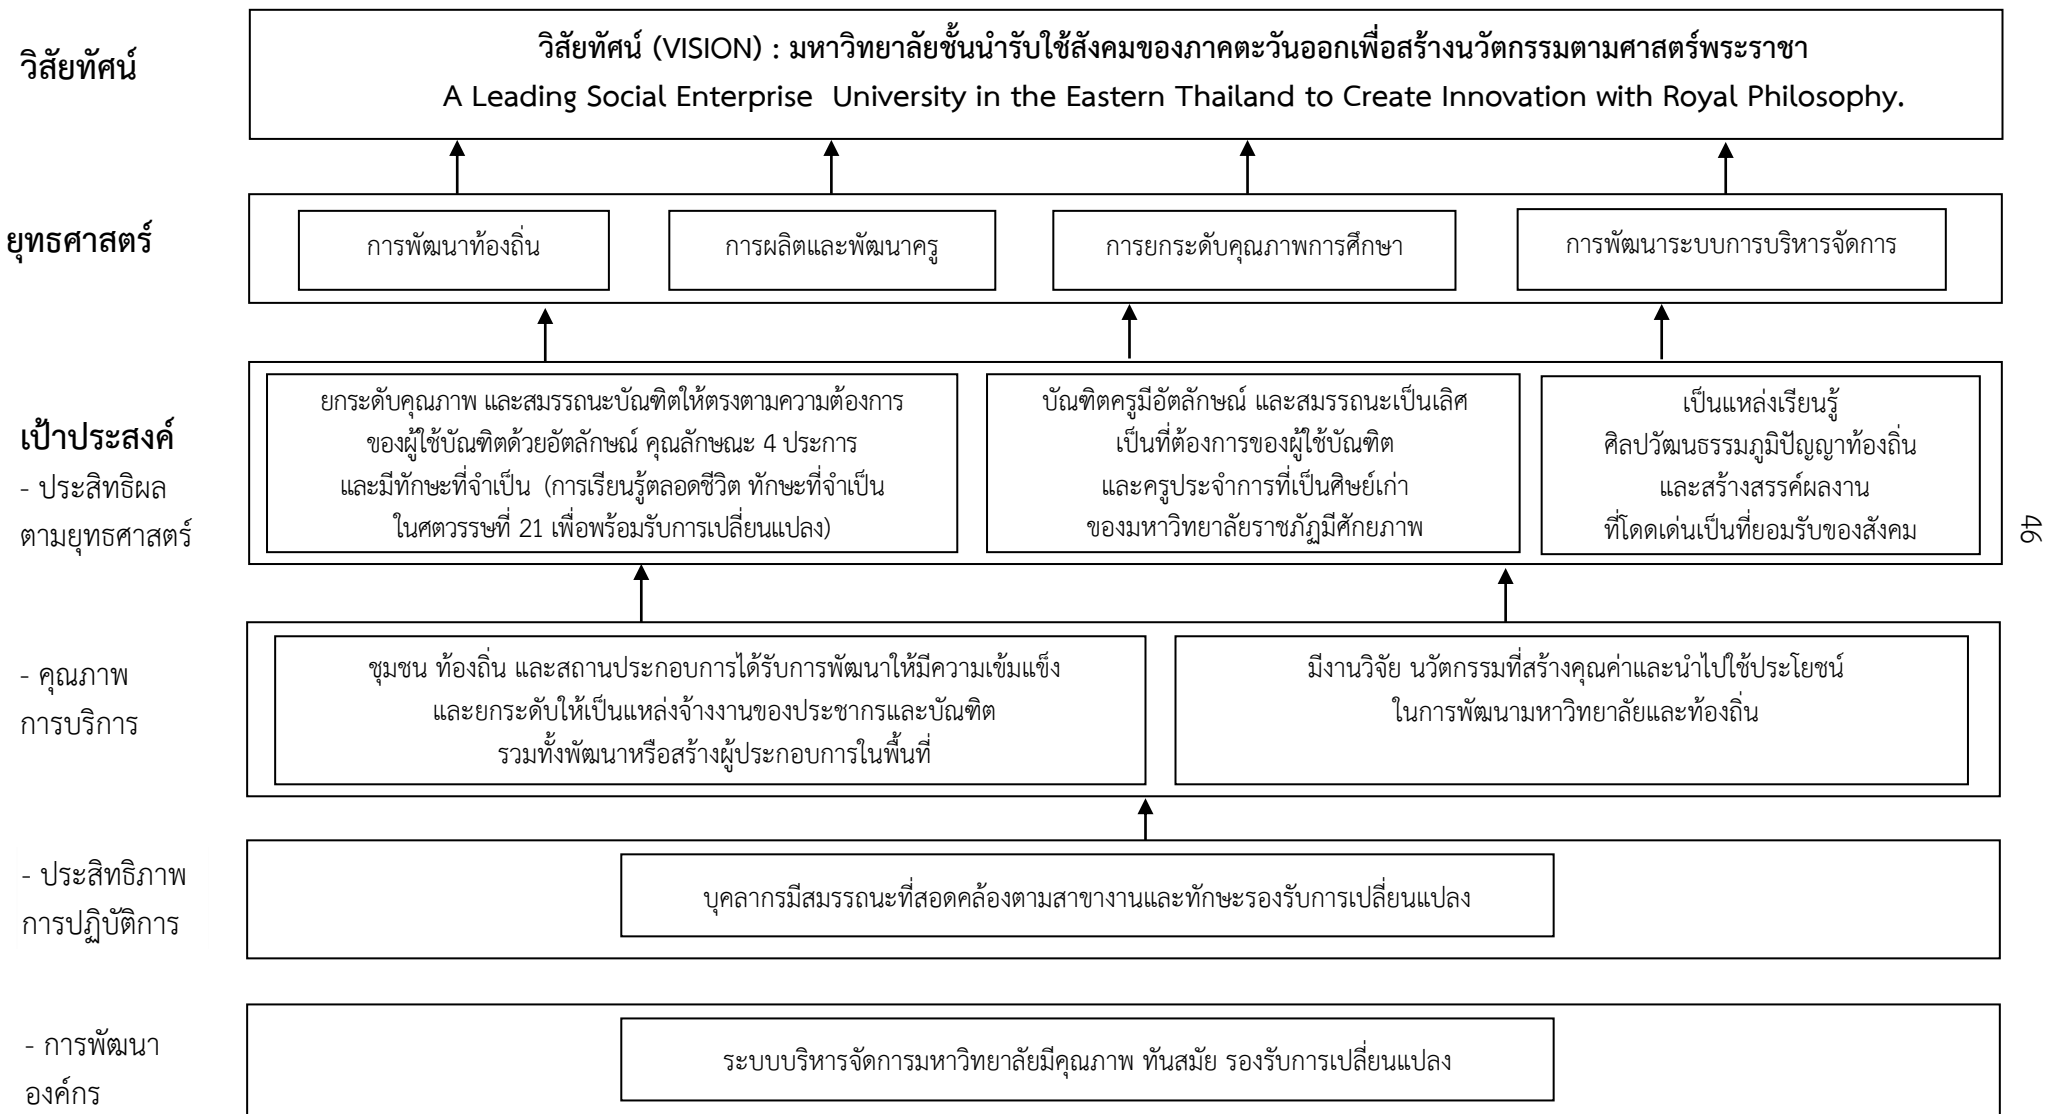 วิสัยทัศน์
วิสัยทัศน์ (VISION) : มหาวิทยาลัยชั้นนำรับใช้สังคมของภาคตะวันออกเพื่อสร้างนวัตกรรมตามศาสตร์พระราชา
A Leading Social Enterprise University in the Eastern Thailand to Create Innovation with Royal Philosophy.
ยุทธศาสตร์
การพัฒนาท้องถิ่น
การผลิตและพัฒนาครู
การยกระดับคุณภาพการศึกษา
การพัฒนาระบบการบริหารจัดการ
เป้าประสงค์
- ประสิทธิผล
ตามยุทธศาสตร์
ยกระดับคุณภาพ และสมรรถนะบัณฑิตให้ตรงตามความต้องการ
ของผู้ใช้บัณฑิตด้วยอัตลักษณ์ คุณลักษณะ 4 ประการ
และมีทักษะที่จำเป็น (การเรียนรู้ตลอดชีวิต ทักษะที่จำเป็น
ในศตวรรษที่ 21 เพื่อพร้อมรับการเปลี่ยนแปลง)
บัณฑิตครูมีอัตลักษณ์ และสมรรถนะเป็นเลิศ
เป็นที่ต้องการของผู้ใช้บัณฑิต
และครูประจำการที่เป็นศิษย์เก่า
ของมหาวิทยาลัยราชภัฏมีศักยภาพ
เป็นแหล่งเรียนรู้
ศิลปวัฒนธรรมภูมิปัญญาท้องถิ่น
และสร้างสรรค์ผลงาน
ที่โดดเด่นเป็นที่ยอมรับของสังคม
46
- คุณภาพ
การบริการ
ชุมชน ท้องถิ่น และสถานประกอบการได้รับการพัฒนาให้มีความเข้มแข็ง
และยกระดับให้เป็นแหล่งจ้างงานของประชากรและบัณฑิต
รวมทั้งพัฒนาหรือสร้างผู้ประกอบการในพื้นที่
มีงานวิจัย นวัตกรรมที่สร้างคุณค่าและนำไปใช้ประโยชน์
ในการพัฒนามหาวิทยาลัยและท้องถิ่น
- ประสิทธิภาพ
การปฏิบัติการ
บุคลากรมีสมรรถนะที่สอดคล้องตามสาขางานและทักษะรองรับการเปลี่ยนแปลง
- การพัฒนา
องค์กร
ระบบบริหารจัดการมหาวิทยาลัยมีคุณภาพ ทันสมัย รองรับการเปลี่ยนแปลง